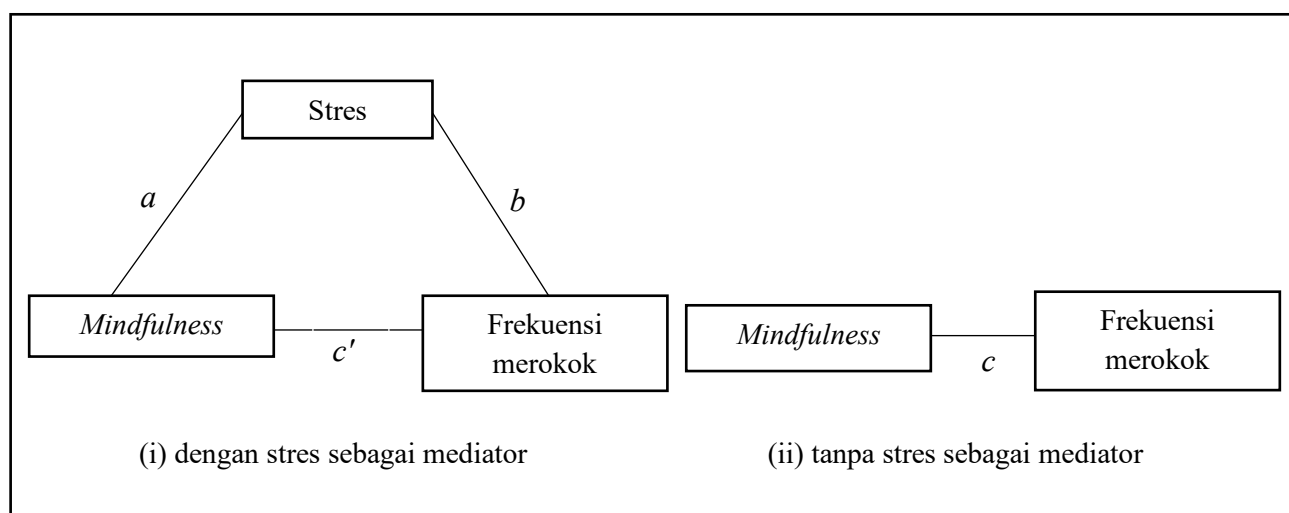 Stres
a
b
Mindfulness
c'
Frekuensi
merokok
(i) dengan stres sebagai mediator
Mindfulness
c
Frekuensi
merokok
(ii) tanpa stres sebagai mediator